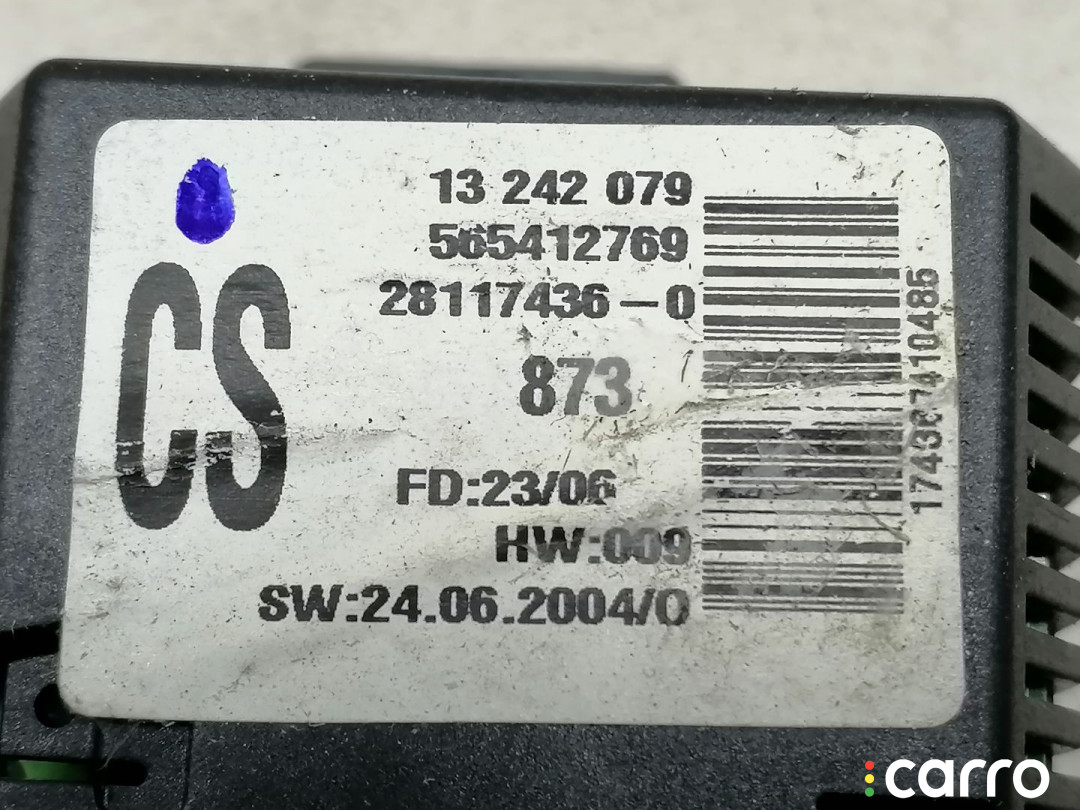 CS
13 242 079
565412769
28117436-0
873
FD:23/06
HW:009
SW:24.06.2004/0
carro